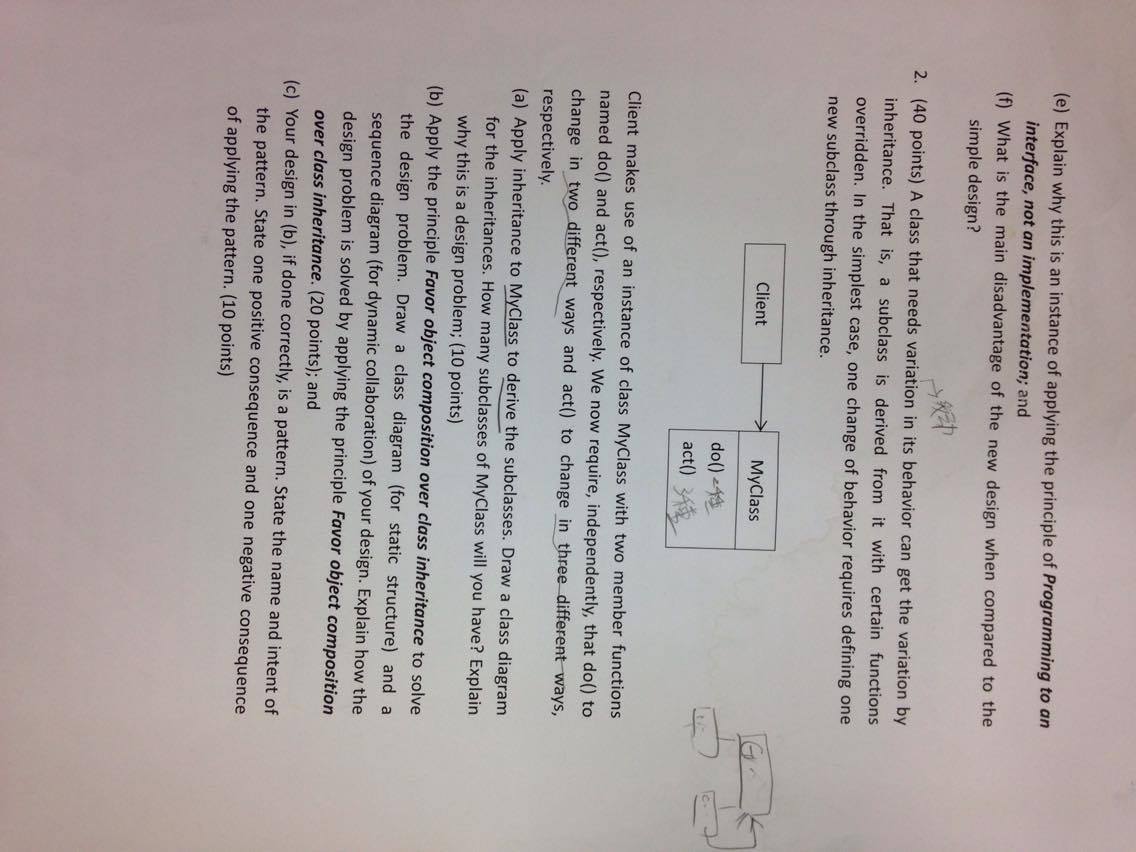 (e) Explain why this is an instance of applying the principle of Programming to an
interface, not an implementation; and
(f) What is the main disadvantage of the new design when compared to the
simple design?
2. (40 points) A class that needs variation in its behavior can get the variation by
inheritance. That is, a subclass is derived from it with certain functions
overridden. In the simplest case, one change of behavior requires defining one
new subclass through inheritance.
Client
MyClass
do() 2種
act() 3種
Client makes use of an instance of class MyClass with two member functions
named do() and act(), respectively. We now require, independently, that do() to
change in two different ways and act() to change in three different ways,
respectively.
(a) Apply inheritance to MyClass to derive the subclasses. Draw a class diagram
for the inheritances. How many subclasses of MyClass will you have? Explain
why this is a design problem; (10 points)
(b) Apply the principle Favor object composition over class inheritance to solve
the design problem. Draw a class diagram (for static structure) and a
sequence diagram (for dynamic collaboration) of your design. Explain how the
design problem is solved by applying the principle Favor object composition
over class inheritance. (20 points); and
(c) Your design in (b), if done correctly, is a pattern. State the name and intent of
the pattern. State one positive consequence and one negative consequence
of applying the pattern. (10 points)